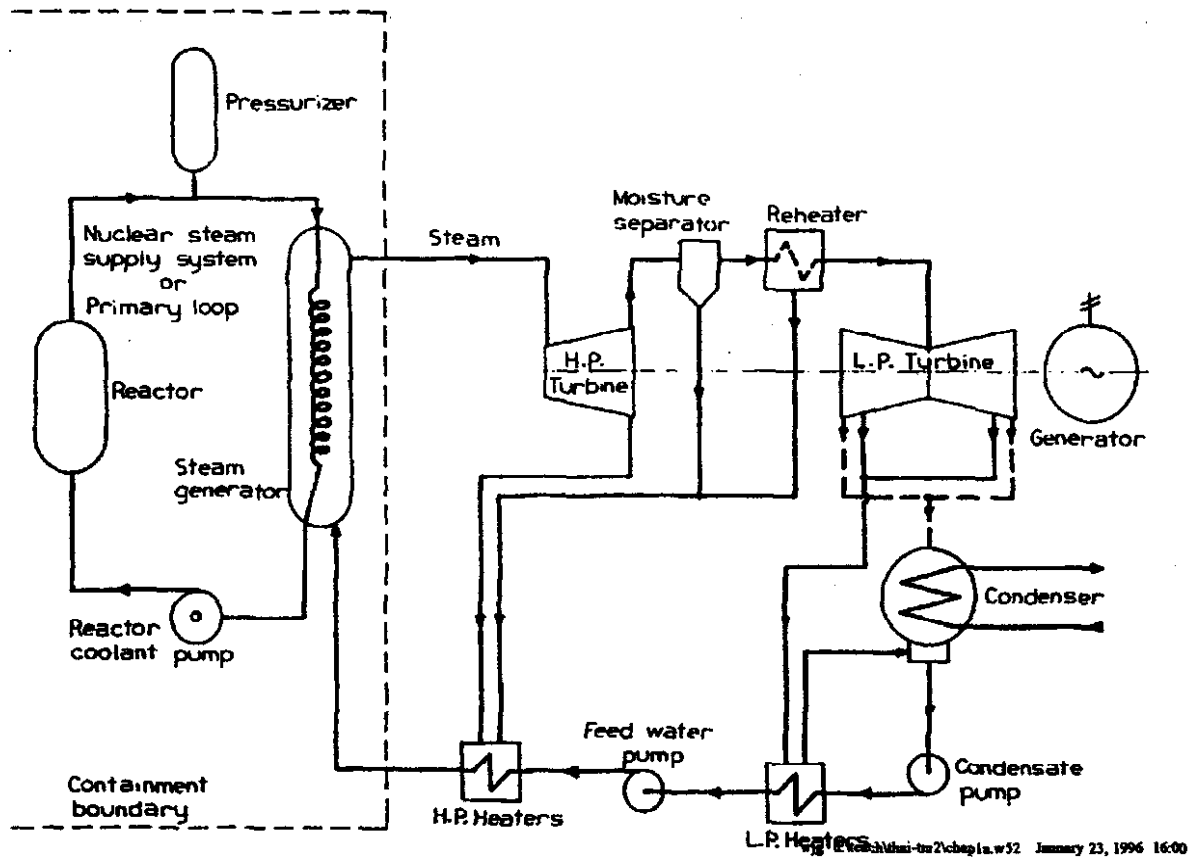 Pressurizer
Nuclear steam
supply system
or
Primary loop
Reactor
Steam
generator
Reactor
coolant pump
Containment
boundary
Steam
H.P.
Turbine
Moisture
separator
Reheater
L.P. Turbine
~
Generator
Condenser
Condensate
pump
Feed water
pump
H.P. Heaters
L.P. Heaters
January 23, 1996 16:00